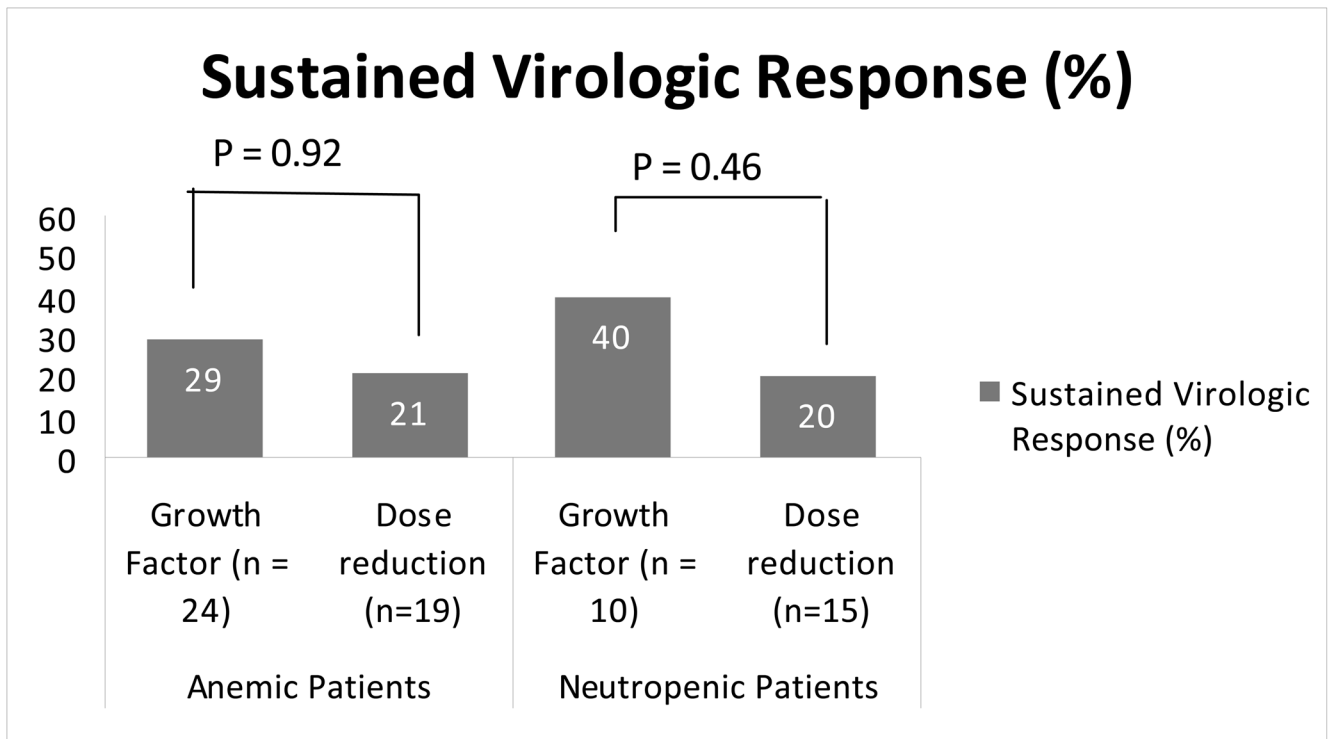 Sustained Virologic Response (%)
P = 0.92
P = 0.46
60
50
40
30
20
10
0
29
21
40
20
Sustained Virologic
Response (%)
Growth
Factor (n =
24)
Dose
reduction
(n=19)
Growth
Factor (n =
10)
Dose
reduction
(n=15)
Anemic Patients
Neutropenic Patients